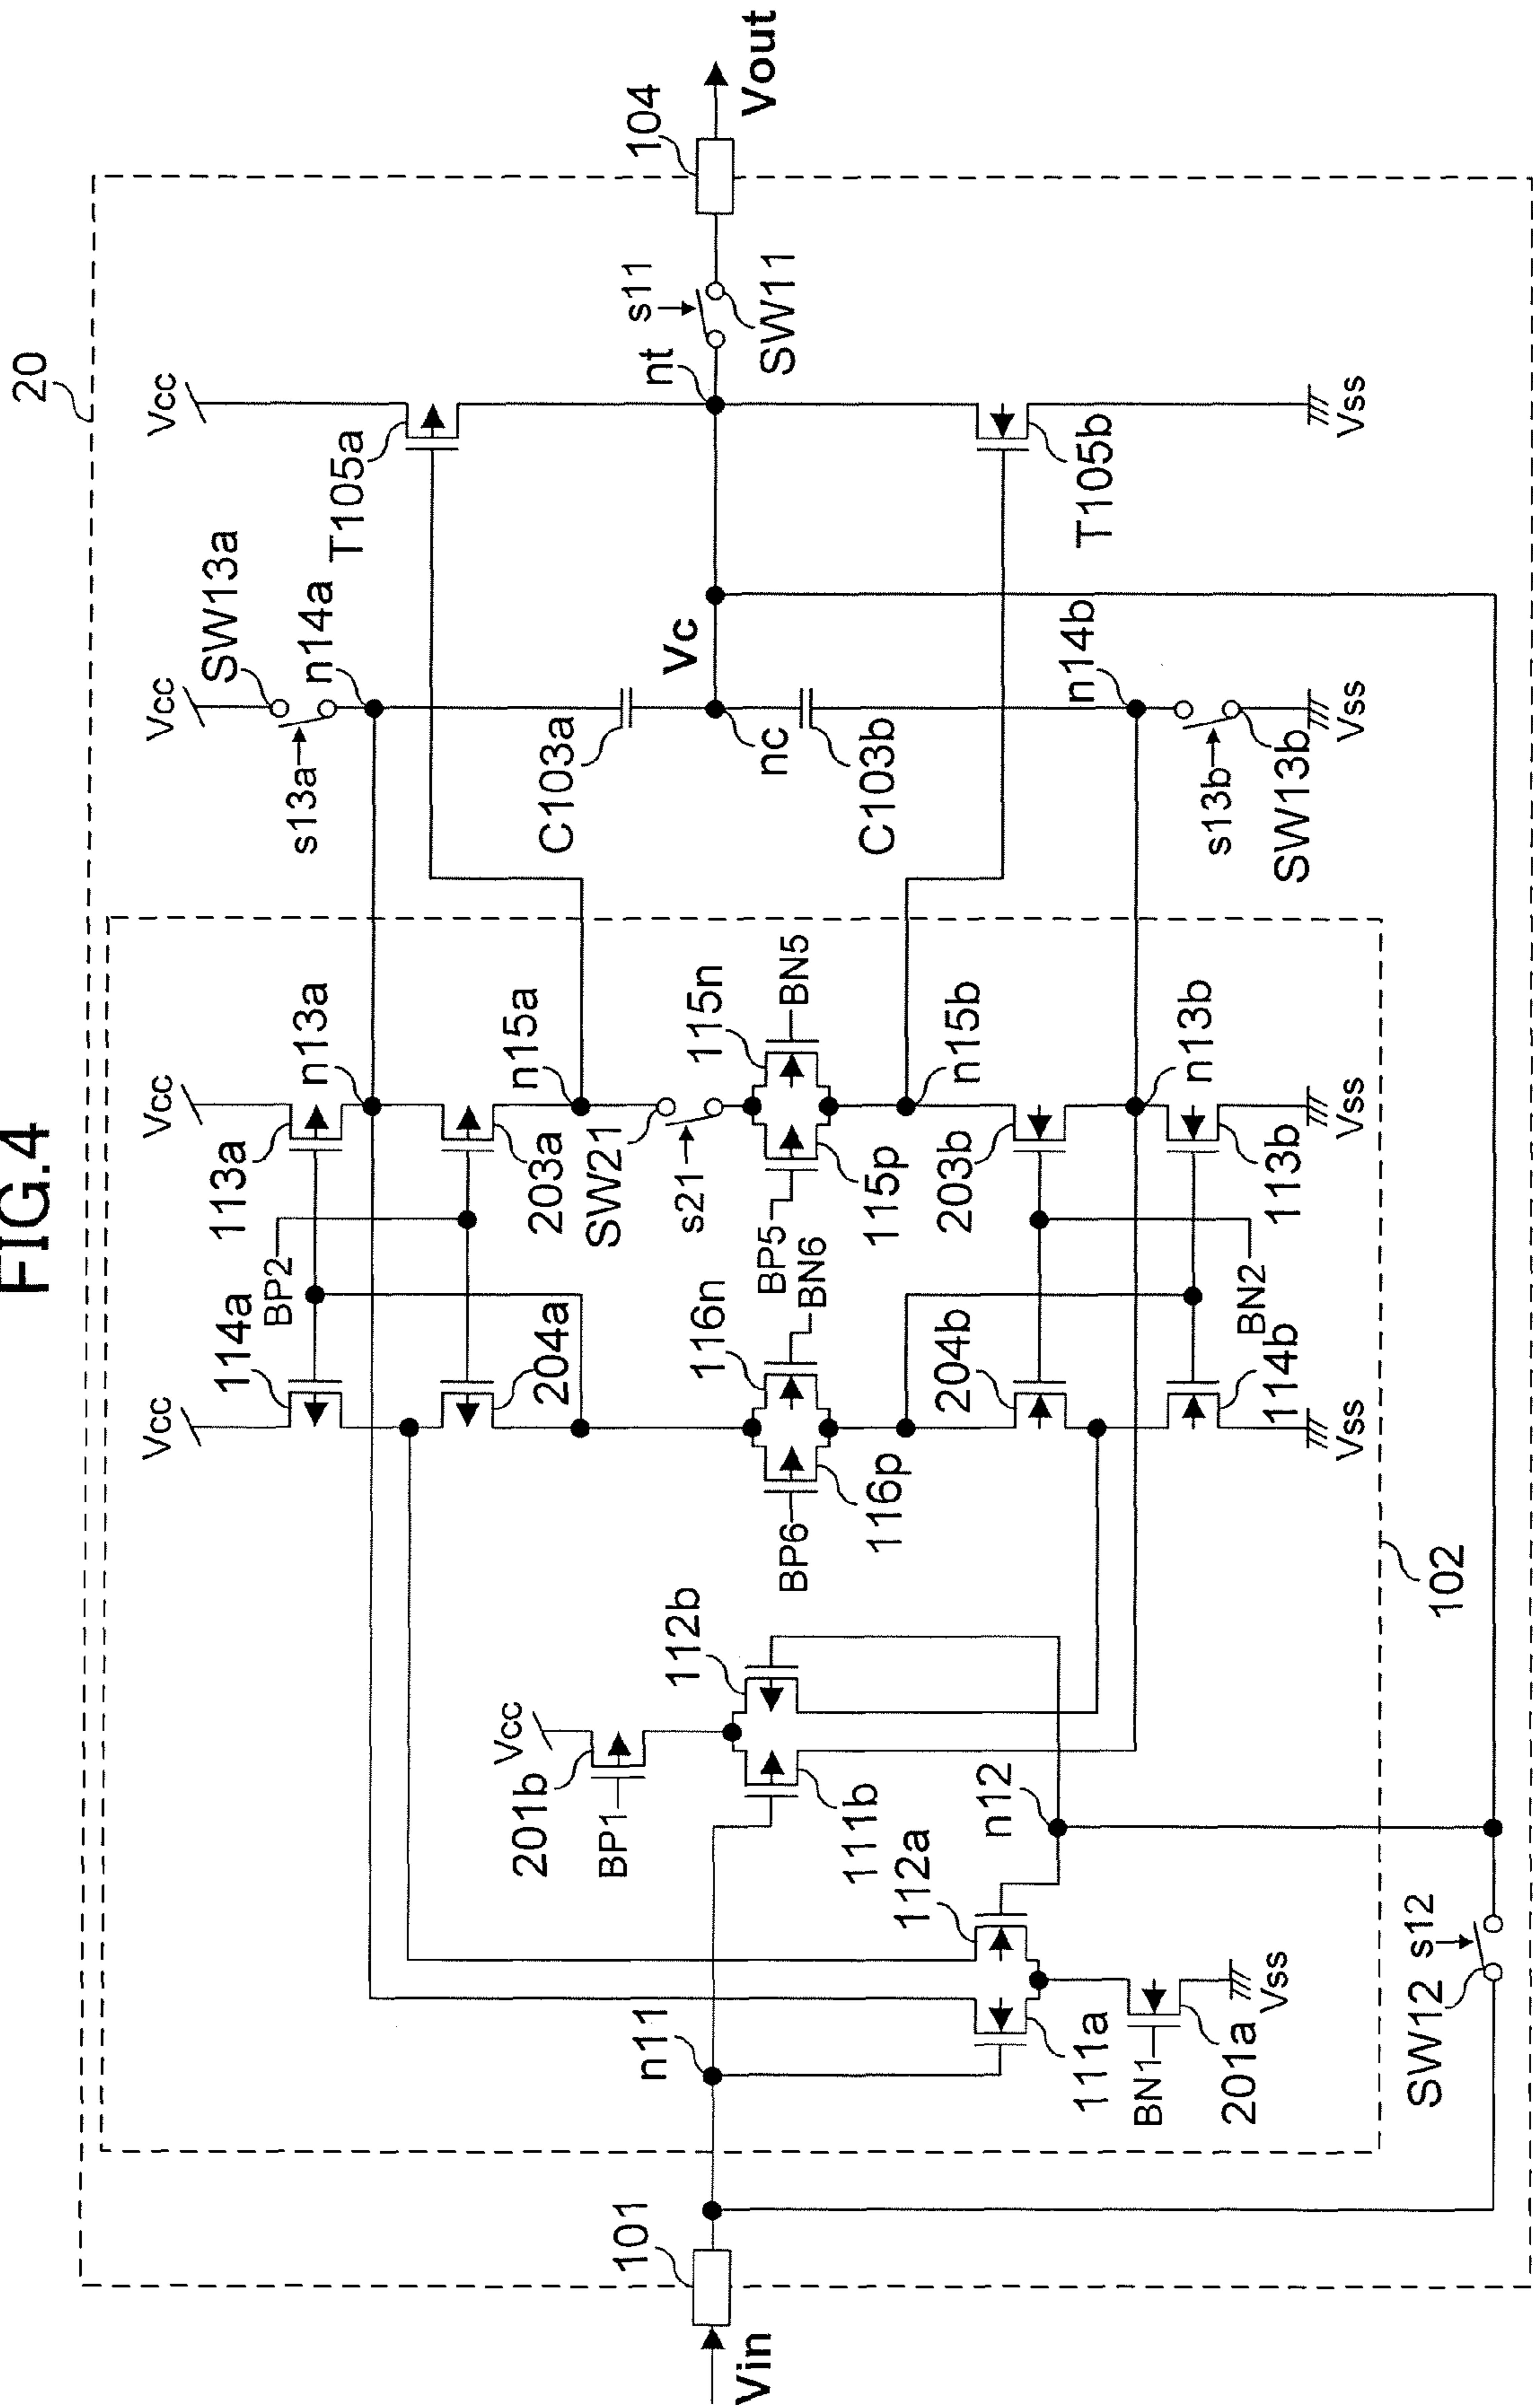 FIG.4
20
Vcc
Vcc
Vcc
Vcc
SW13a
s13a
n14a
T105a
114a
BP2
113a
n13a
204a
203a
n15a
C103a
SW21
s21
Vcc
201b
BP1
112b
111b
BP6
116p
116n
BN6
BP5
115p
115n
BN5
Vc
nc
nt
s11
SW11
104
Vout
Vin
101
n11
C103b
n15b
204b
203b
T105b
112a
n12
111a
BN1
201a
Vss
114b
BN2
113b
n13b
n14b
s13b
SW13b
Vss
Vss
Vss
Vss
102
SW12
s12